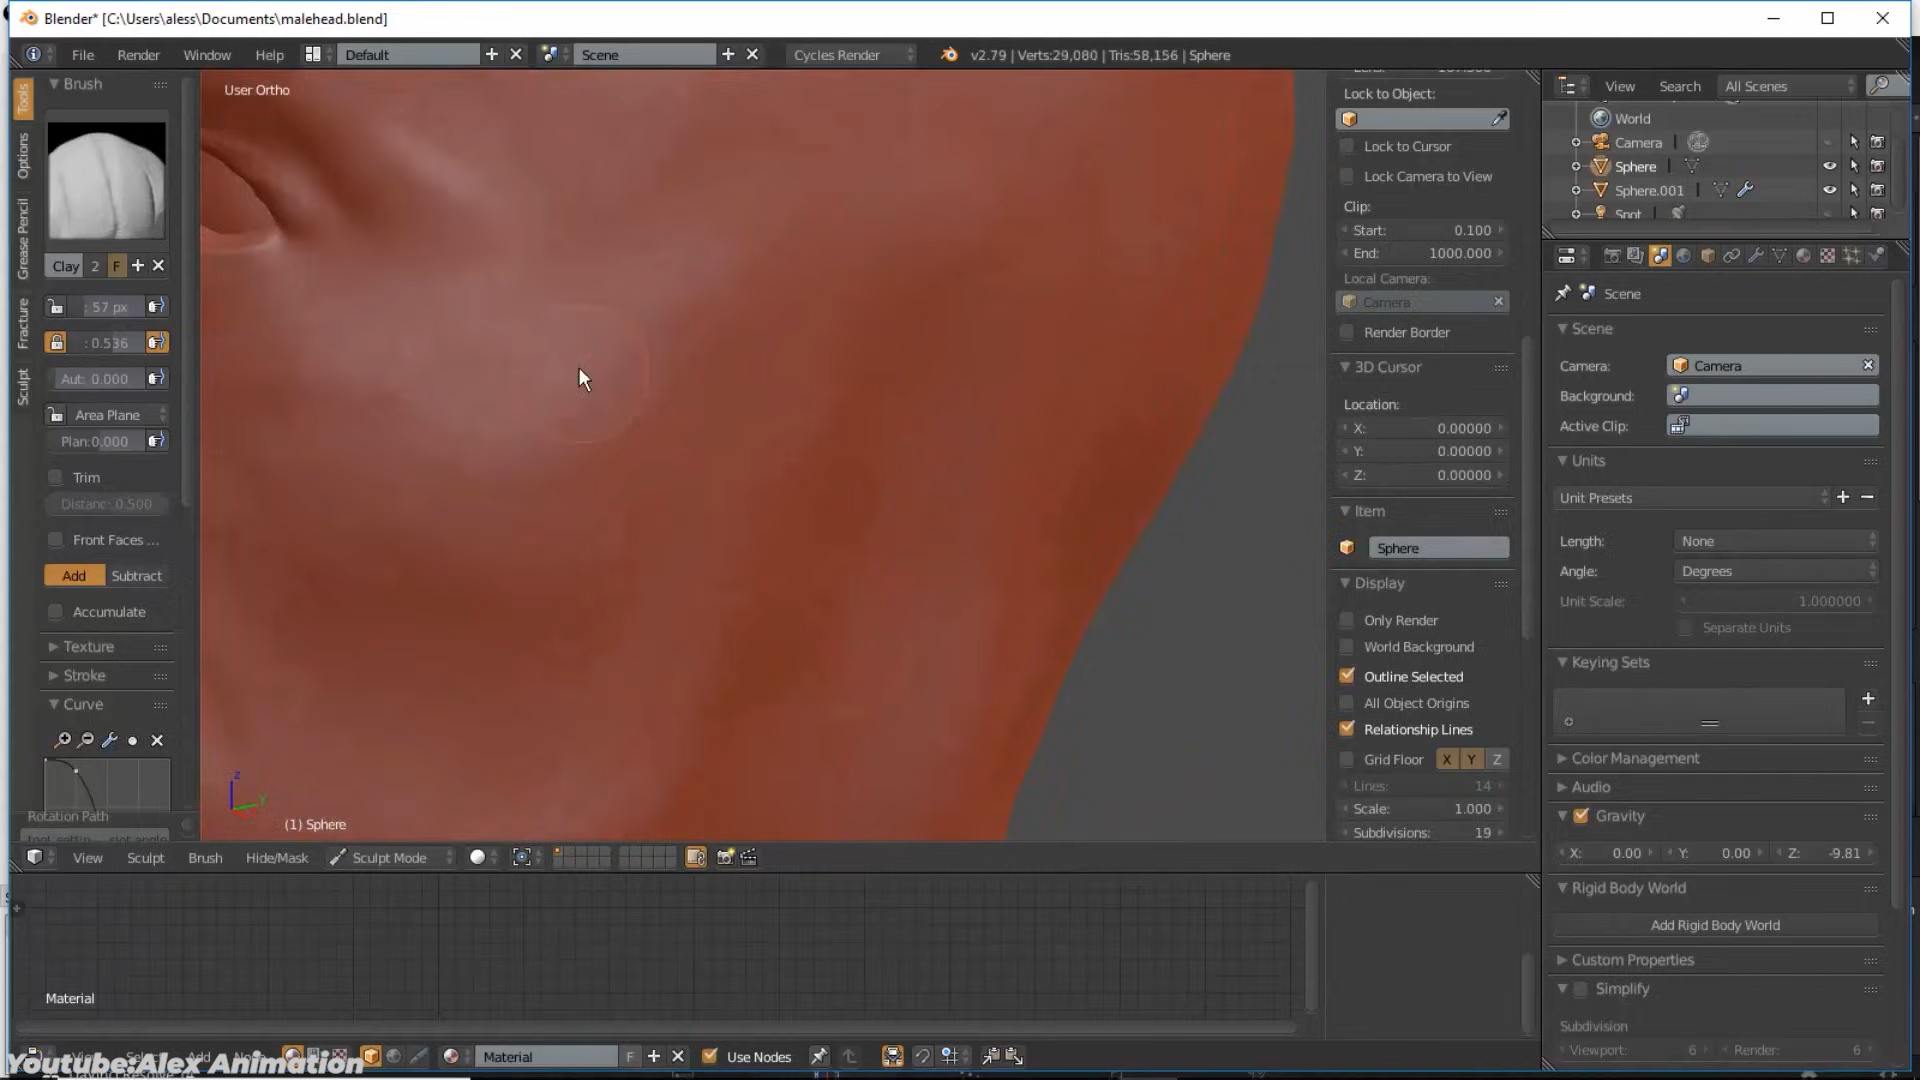 Blender* [C:\Users\aless\Documents\malehead.blend]
File Render Window Help Default Scene Cycles Render v2.79 | Verts:29,080 | Tris:58,156 | Sphere
Tools
Options
Grease Pencil
Fracture
Sculpt
Brush
Clay 2 F
: 57 px
: 0.536
Aut: 0.000
Area Plane
Plan:0.000
Trim
Distanc: 0.500
Front Faces ...
Add Subtract
Accumulate
Texture
Stroke
Curve
Rotation Path
User Ortho
Z
Y
(1) Sphere
Lock to Object:
Lock to Cursor
Lock Camera to View
Clip:
Start: 0.100
End: 1000.000
Local Camera:
Camera
Render Border
3D Cursor
Location:
X: 0.00000
Y: 0.00000
Z: 0.00000
Item
Sphere
Display
Only Render
World Background
Outline Selected
All Object Origins
Relationship Lines
Grid Floor X Y Z
Lines: 14
Scale: 1.000
Subdivisions: 19
View Search All Scenes
World
Camera
Sphere
Sphere.001
Spot
Scene
Scene
Camera: Camera
Background:
Active Clip:
Units
Unit Presets
Length: None
Angle: Degrees
Unit Scale: 1.000000
Separate Units
Keying Sets
Color Management
Audio
Gravity
X: 0.00 Y: 0.00 Z: -9.81
Rigid Body World
Add Rigid Body World
Custom Properties
Simplify
Subdivision
Viewport: 6 Render: 6
View Sculpt Brush Hide/Mask Sculpt Mode
Material
Youtube:Alex Animation
Material F Use Nodes